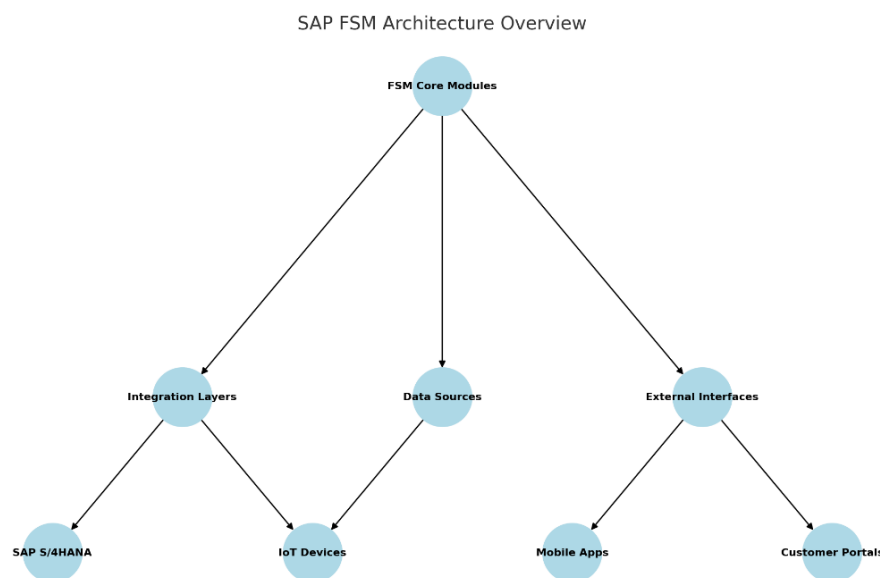 SAP FSM Architecture Overview
FSM Core Modules
Integration Layers
Data Sources
External Interfaces
SAP S/4HANA
IoT Devices
Mobile Apps
Customer Portals